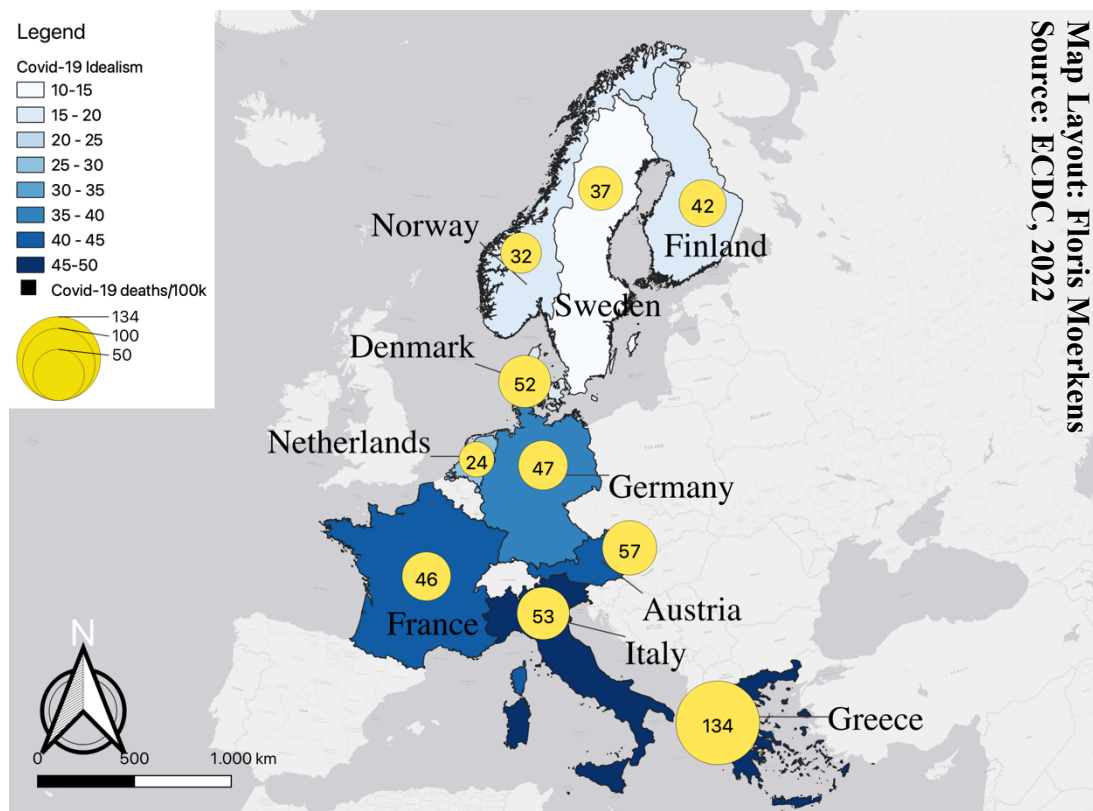 Legend
Covid-19 Idealism
10-15
15 - 20
20 - 25
25 - 30
30 - 35
35 - 40
40 - 45
45-50
Covid-19 deaths/100k
134
100
50
Map Layout: Floris Moerkens
Source: ECDC, 2022
37
42
Norway
32
Finland
Sweden
Denmark
52
Netherlands
24
47
Germany
57
46
Austria
France
53
Italy
134
Greece
N
0 500 1.000 km